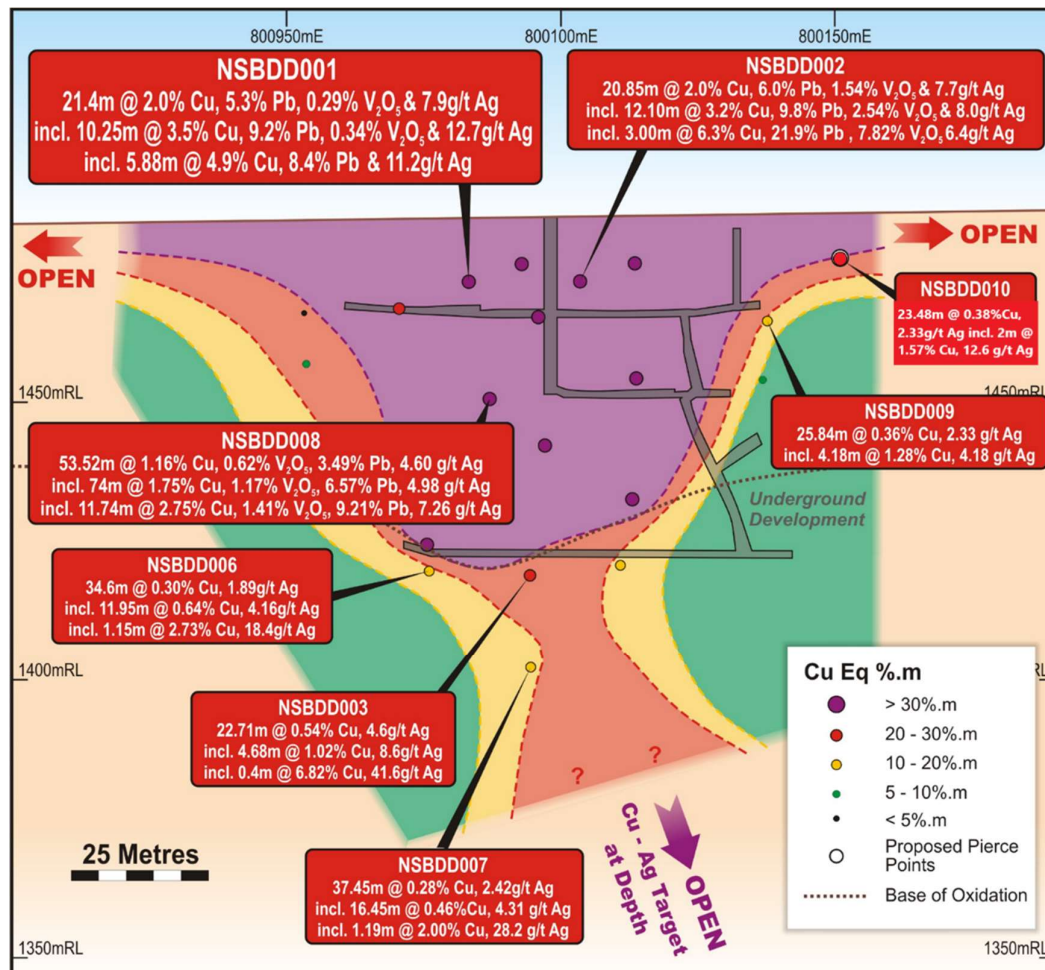 800950mE
800100mE
800150mE
NSBDD001
21.4m @ 2.0% Cu, 5.3% Pb, 0.29% V₂O₅ & 7.9g/t Ag
incl. 10.25m @ 3.5% Cu, 9.2% Pb, 0.34% V₂O₅ & 12.7g/t Ag
incl. 5.88m @ 4.9% Cu, 8.4% Pb & 11.2g/t Ag
NSBDD002
20.85m @ 2.0% Cu, 6.0% Pb, 1.54% V₂O₅ & 7.7g/t Ag
incl. 12.10m @ 3.2% Cu, 9.8% Pb, 2.54% V₂O₅ & 8.0g/t Ag
incl. 3.00m @ 6.3% Cu, 21.9% Pb , 7.82% V₂O₅ 6.4g/t Ag
OPEN
OPEN
NSBDD010
23.48m @ 0.38%Cu,
2.33g/t Ag incl. 2m @
1.57% Cu, 12.6 g/t Ag
1450mRL
1450mRL
NSBDD009
25.84m @ 0.36% Cu, 2.33 g/t Ag
incl. 4.18m @ 1.28% Cu, 4.18 g/t Ag
NSBDD008
53.52m @ 1.16% Cu, 0.62% V₂O₅, 3.49% Pb, 4.60 g/t Ag
incl. 74m @ 1.75% Cu, 1.17% V₂O₅, 6.57% Pb, 4.98 g/t Ag
incl. 11.74m @ 2.75% Cu, 1.41% V₂O₅, 9.21% Pb, 7.26 g/t Ag
Underground
Development
NSBDD006
34.6m @ 0.30% Cu, 1.89g/t Ag
incl. 11.95m @ 0.64% Cu, 4.16g/t Ag
incl. 1.15m @ 2.73% Cu, 18.4g/t Ag
1400mRL
1400mRL
NSBDD003
22.71m @ 0.54% Cu, 4.6g/t Ag
incl. 4.68m @ 1.02% Cu, 8.6g/t Ag
incl. 0.4m @ 6.82% Cu, 41.6g/t Ag
? ?
Cu Eq %.m
> 30%.m
20 - 30%.m
10 - 20%.m
5 - 10%.m
< 5%.m
Proposed Pierce
Points
Base of Oxidation
25 Metres
NSBDD007
37.45m @ 0.28% Cu, 2.42g/t Ag
incl. 16.45m @ 0.46%Cu, 4.31 g/t Ag
incl. 1.19m @ 2.00% Cu, 28.2 g/t Ag
OPEN
Cu - Ag Target
at Depth
1350mRL
1350mRL